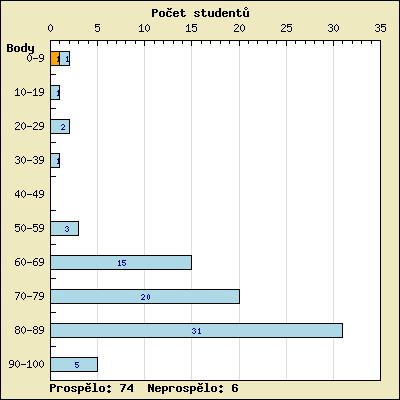 Počet studentů
0 5 10 15 20 25 30 35
Body
0-9 1 1
10-19 1
20-29 2
30-39 1
40-49
50-59 3
60-69 15
70-79 20
80-89 31
90-100 5
Prospělo: 74 Neprospělo: 6